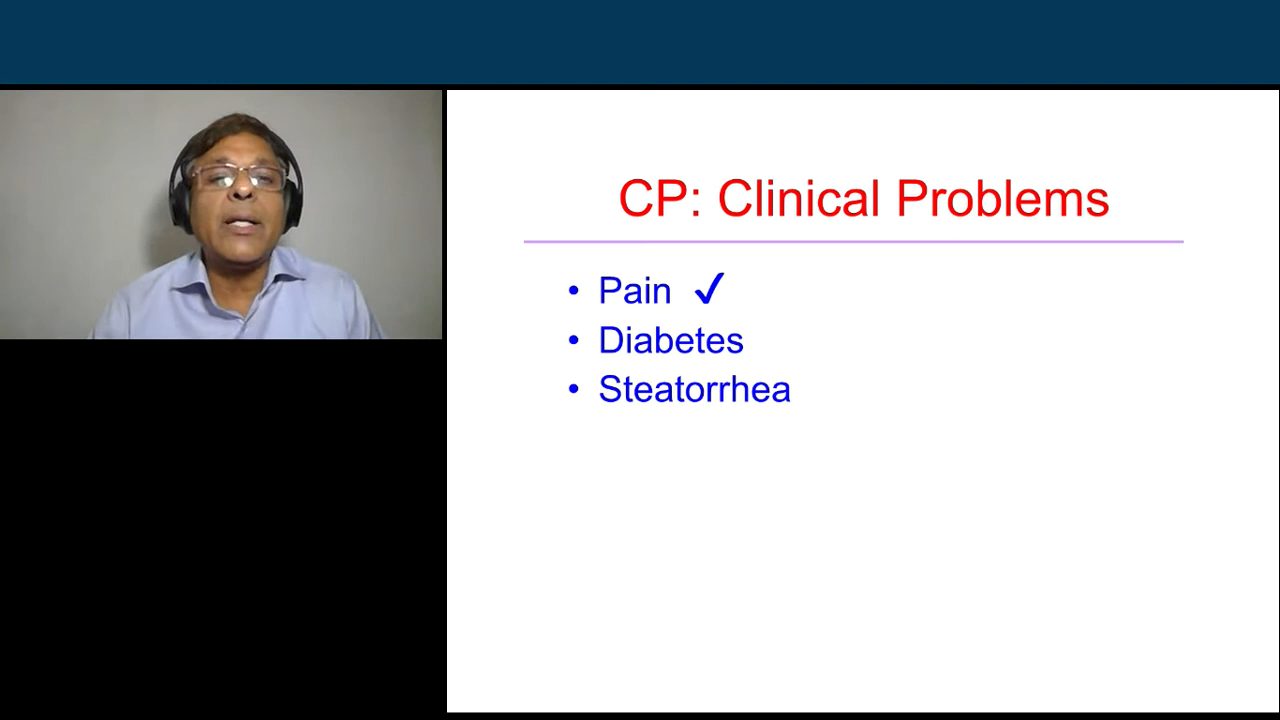 CP: Clinical Problems
• Pain ✓
• Diabetes
• Steatorrhea